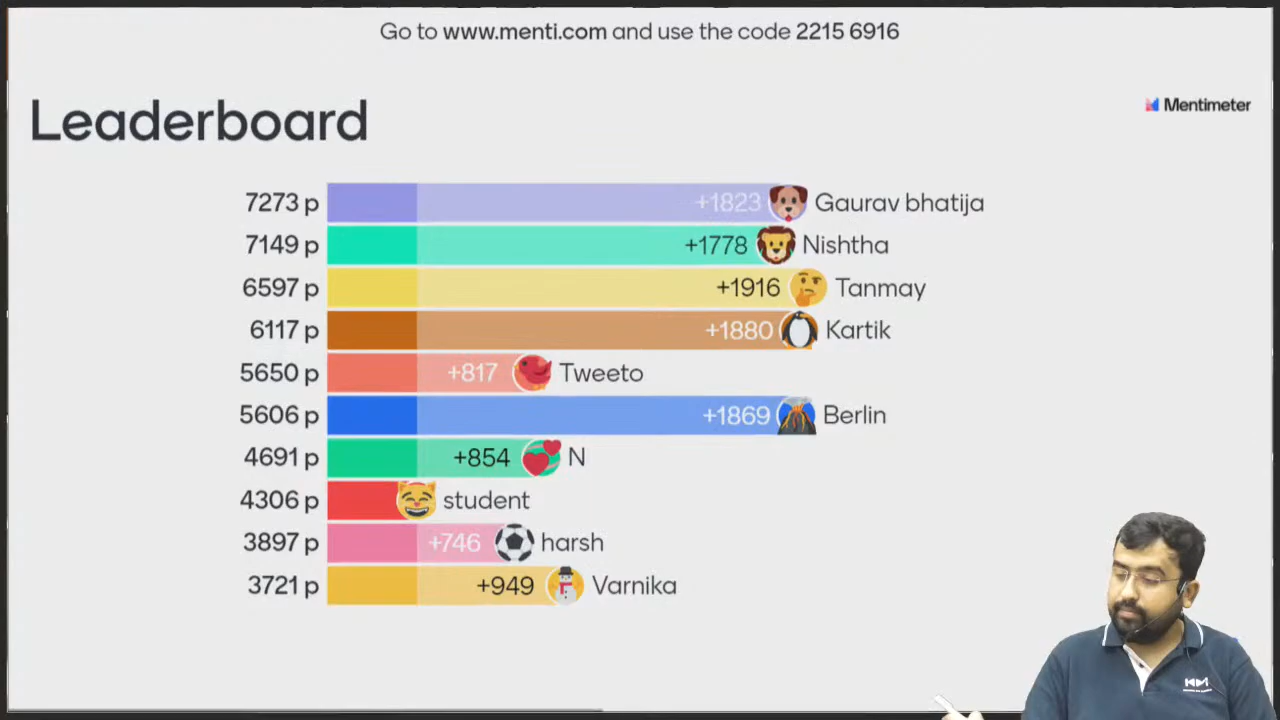 Go to www.menti.com and use the code 2215 6916
Leaderboard
Mentimeter
7273 p +1823 Gaurav bhatija
7149 p +1778 Nishtha
6597 p +1916 Tanmay
6117 p +1880 Kartik
5650 p +817 Tweeto
5606 p +1869 Berlin
4691 p +854 N
4306 p student
3897 p +746 harsh
3721 p +949 Varnika